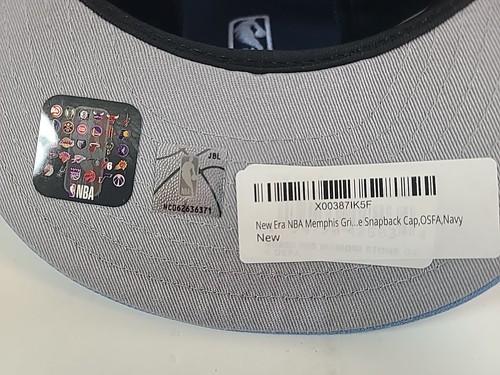 NBA
JBL
NC062636371
X00387IK5F
New Era NBA Memphis Gri...e Snapback Cap,OSFA,Navy
New